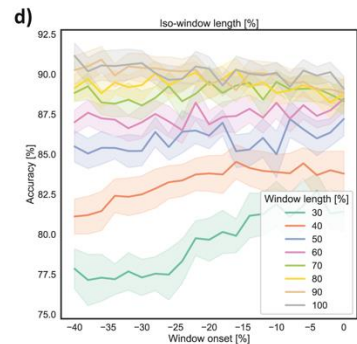 d)
Iso-window length [%]
92.5
90.0
87.5
85.0
82.5
80.0
77.5
75.0
Accuracy [%]
Window length [%]
30
40
50
60
70
80
90
100
−40 −35 −30 −25 −20 −15 −10 −5 0
Window onset [%]